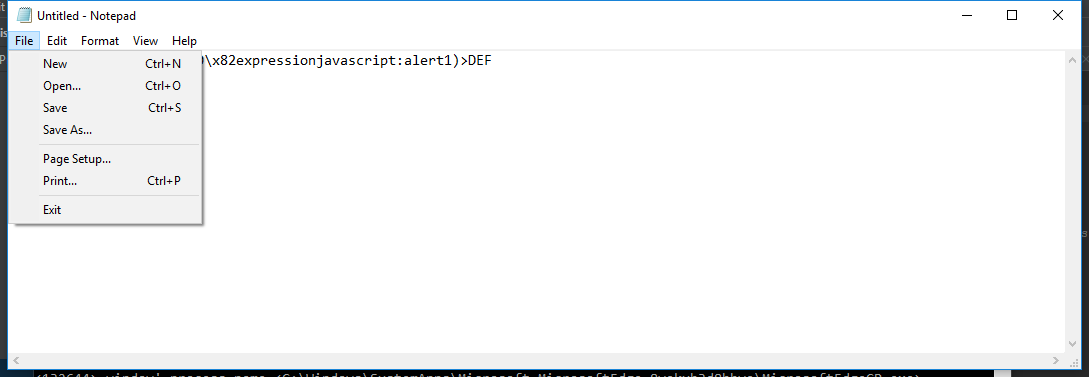 Untitled - Notepad
File Edit Format View Help
New Ctrl+N
\x82expressionjavascript:alert1)>DEF
Open... Ctrl+O
Save Ctrl+S
Save As...
Page Setup...
Print... Ctrl+P
Exit